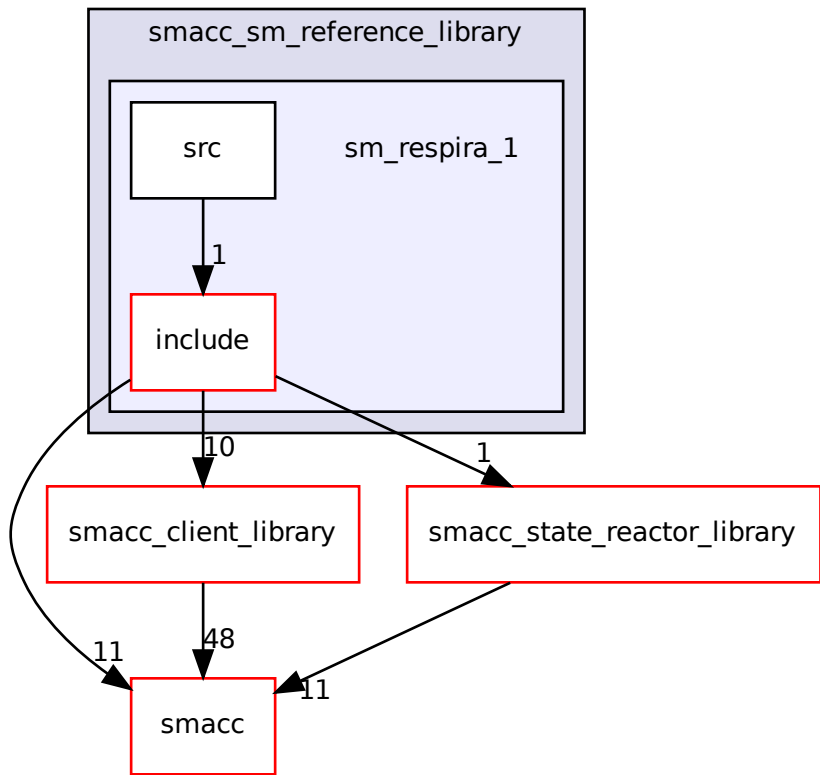 smacc_sm_reference_library
src
sm_respira_1
1
include
10
1
smacc_client_library
smacc_state_reactor_library
11
48
11
smacc